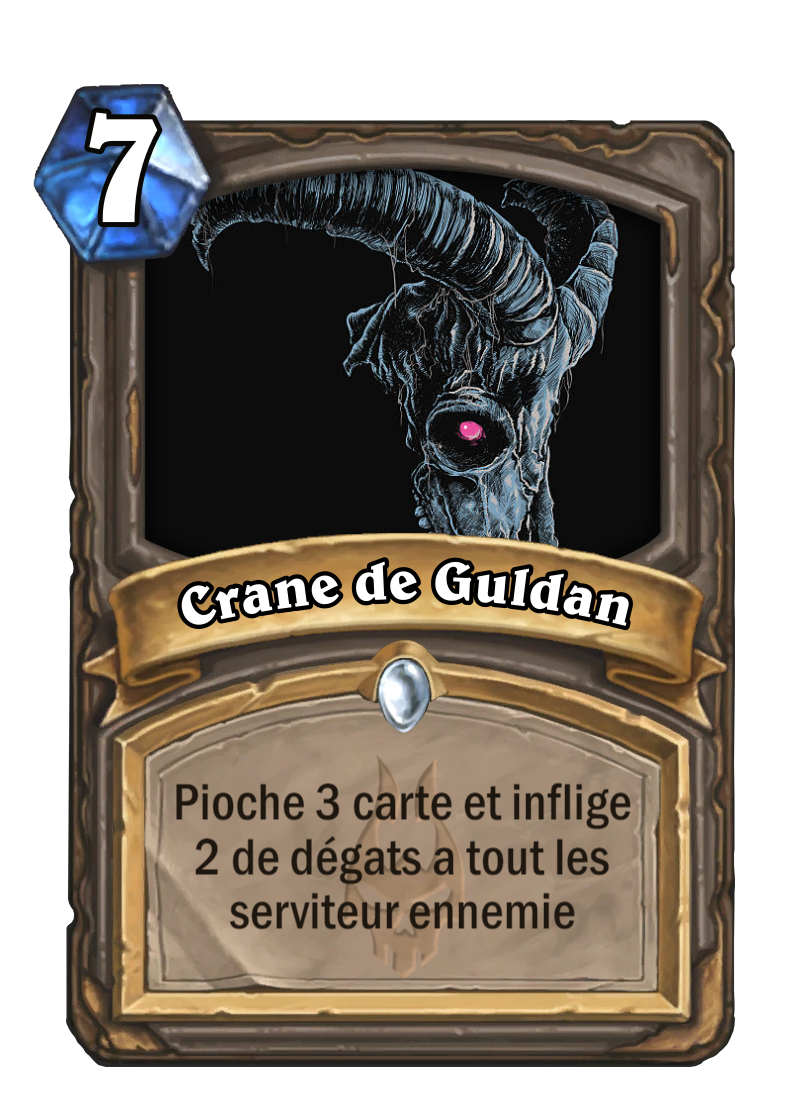 7
Crane de Guldan
Pioche 3 carte et inflige
2 de dégats a tout les
serviteur ennemie